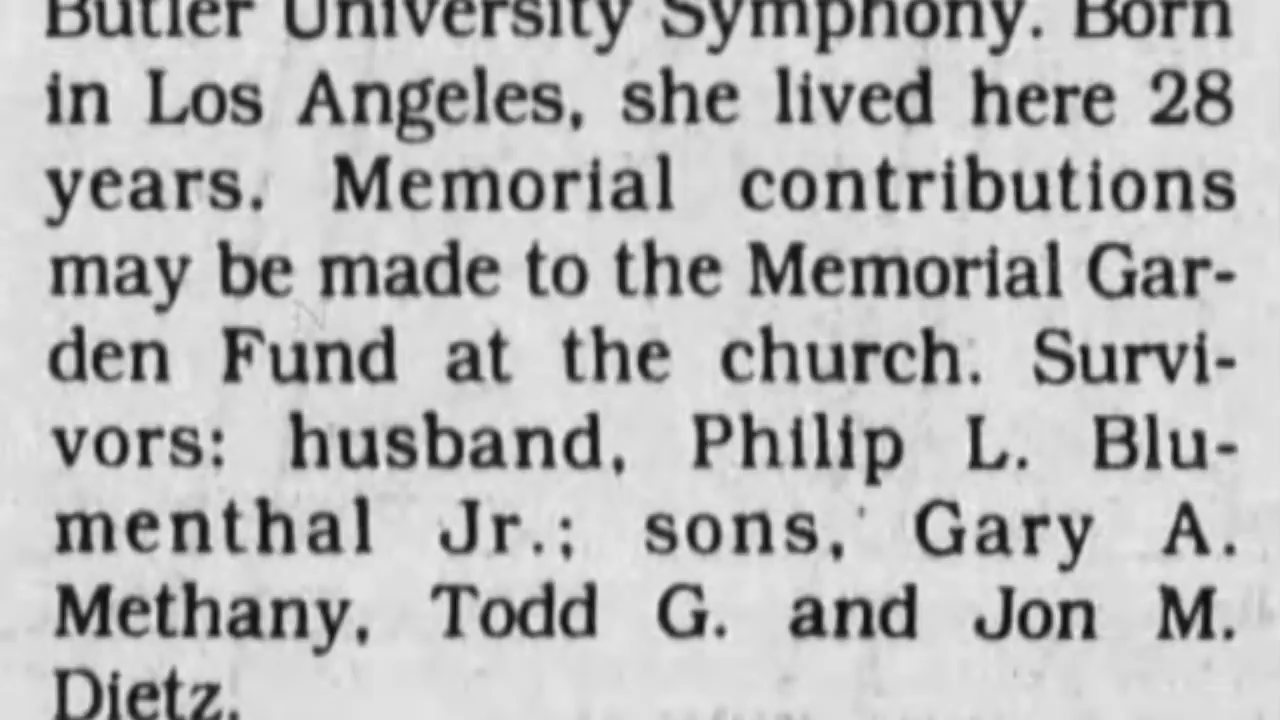 Butler University Symphony. Born
in Los Angeles, she lived here 28
years. Memorial contributions
may be made to the Memorial Gar-
den Fund at the church. Survi-
vors: husband, Philip L. Blu-
menthal Jr.; sons, Gary A.
Methany, Todd G. and Jon M.
Dietz.